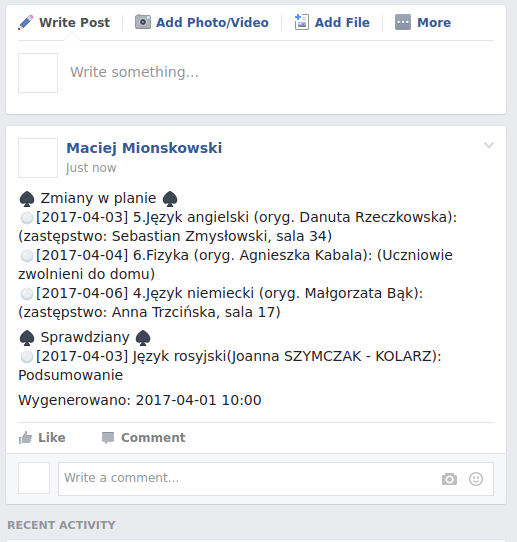 Write Post
Add Photo/Video
Add File
More
Write something...
Maciej Mionskowski
Just now
♠ Zmiany w planie ♠
⚪[2017-04-03] 5.Język angielski (oryg. Danuta Rzeczkowska):
(zastępstwo: Sebastian Zmysłowski, sala 34)
⚪[2017-04-04] 6.Fizyka (oryg. Agnieszka Kabala): (Uczniowie
zwolnieni do domu)
⚪[2017-04-06] 4.Język niemiecki (oryg. Małgorzata Bąk):
(zastępstwo: Anna Trzcińska, sala 17)
♠ Sprawdziany ♠
⚪[2017-04-03] Język rosyjski(Joanna SZYMCZAK - KOLARZ):
Podsumowanie
Wygenerowano: 2017-04-01 10:00
Like
Comment
Write a comment...
RECENT ACTIVITY